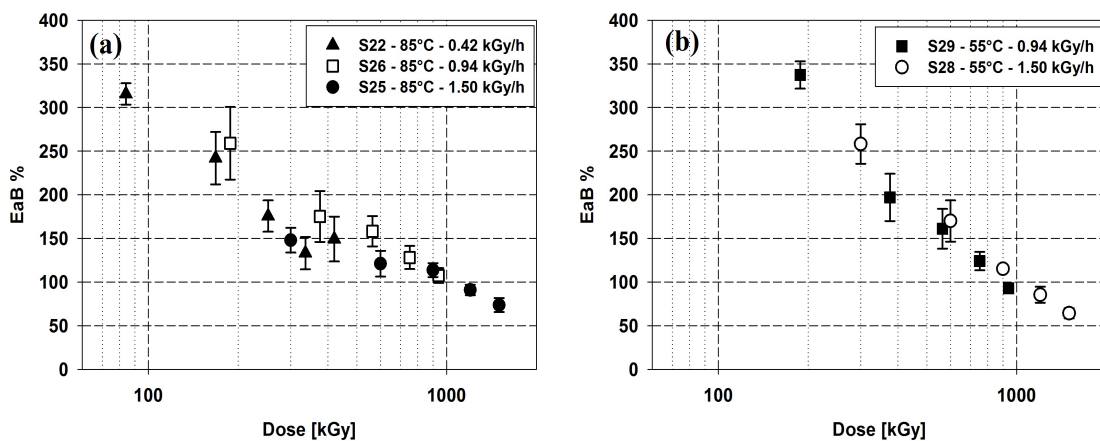 (a)
S22 - 85°C - 0.42 kGy/h
S26 - 85°C - 0.94 kGy/h
S25 - 85°C - 1.50 kGy/h
400
350
300
250
200
150
100
50
0
EaB %
100 1000
Dose [kGy]
(b)
S29 - 55°C - 0.94 kGy/h
S28 - 55°C - 1.50 kGy/h
400
350
300
250
200
150
100
50
0
EaB %
100 1000
Dose [kGy]